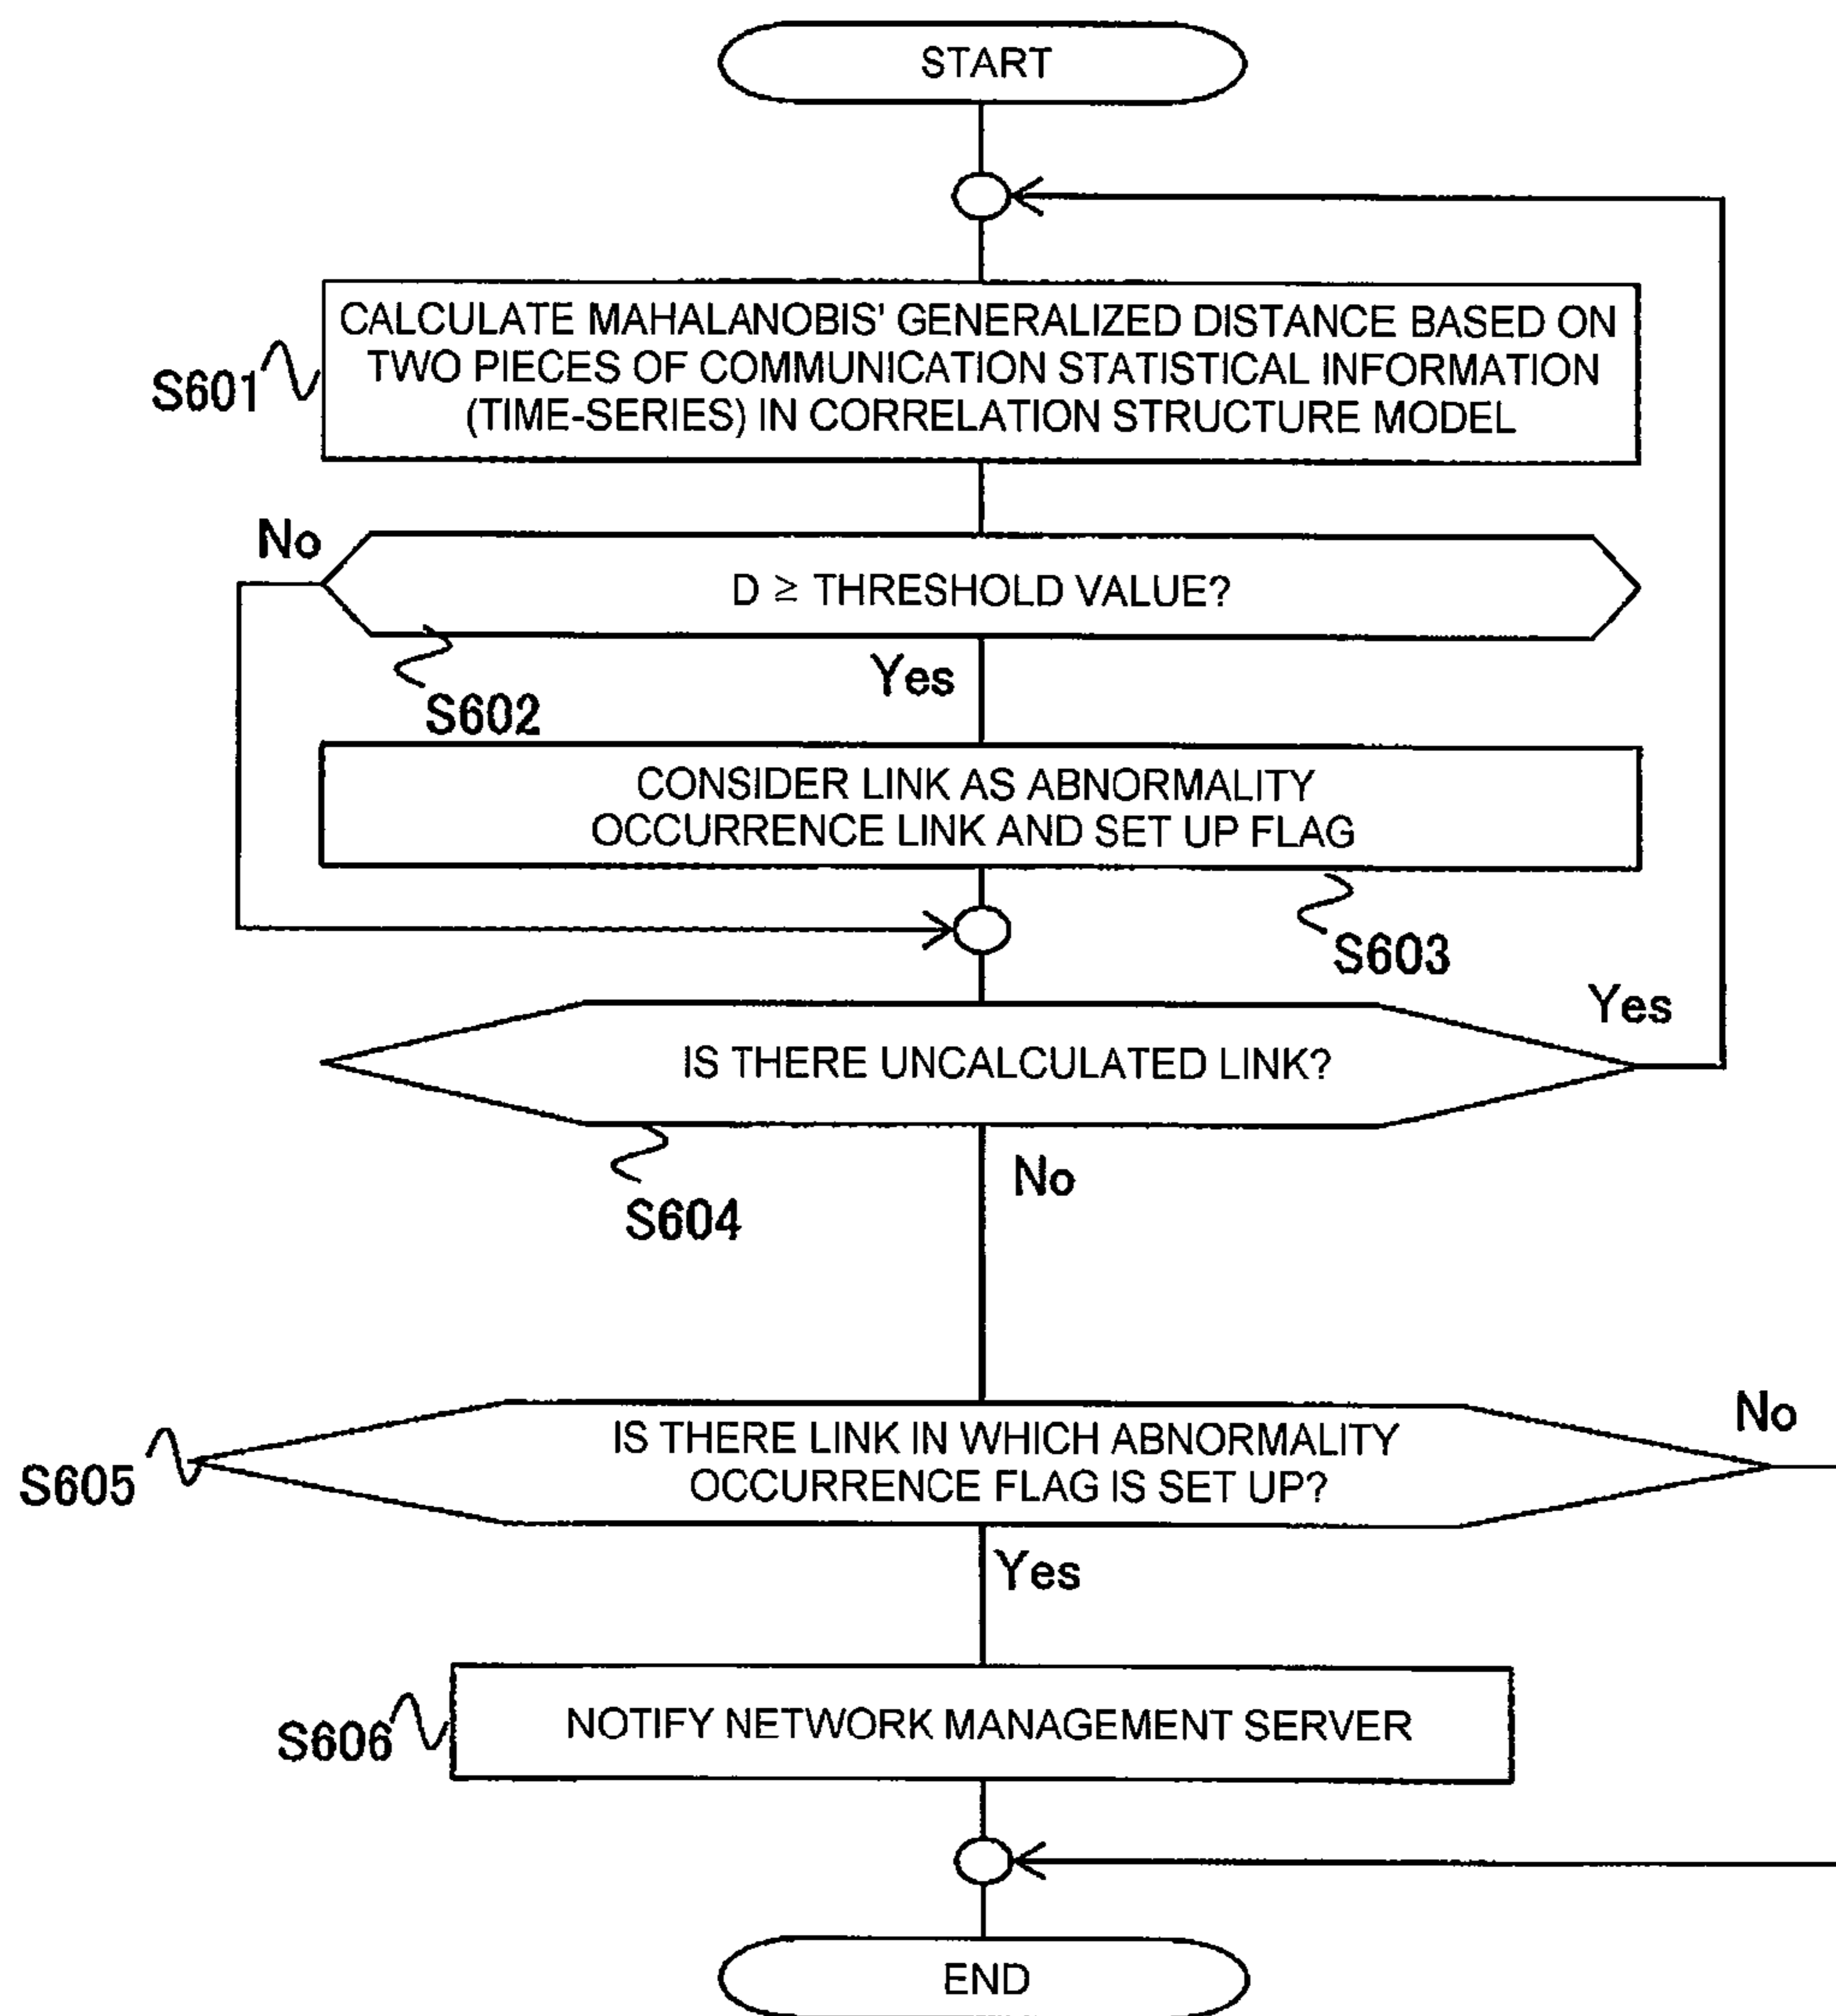 START
CALCULATE MAHALANOBIS' GENERALIZED DISTANCE BASED ON
TWO PIECES OF COMMUNICATION STATISTICAL INFORMATION
(TIME-SERIES) IN CORRELATION STRUCTURE MODEL
S601
No
D ≥ THRESHOLD VALUE?
S602
Yes
CONSIDER LINK AS ABNORMALITY
OCCURRENCE LINK AND SET UP FLAG
S603
Yes
IS THERE UNCALCULATED LINK?
S604
No
IS THERE LINK IN WHICH ABNORMALITY
OCCURRENCE FLAG IS SET UP?
No
S605
Yes
NOTIFY NETWORK MANAGEMENT SERVER
S606
END